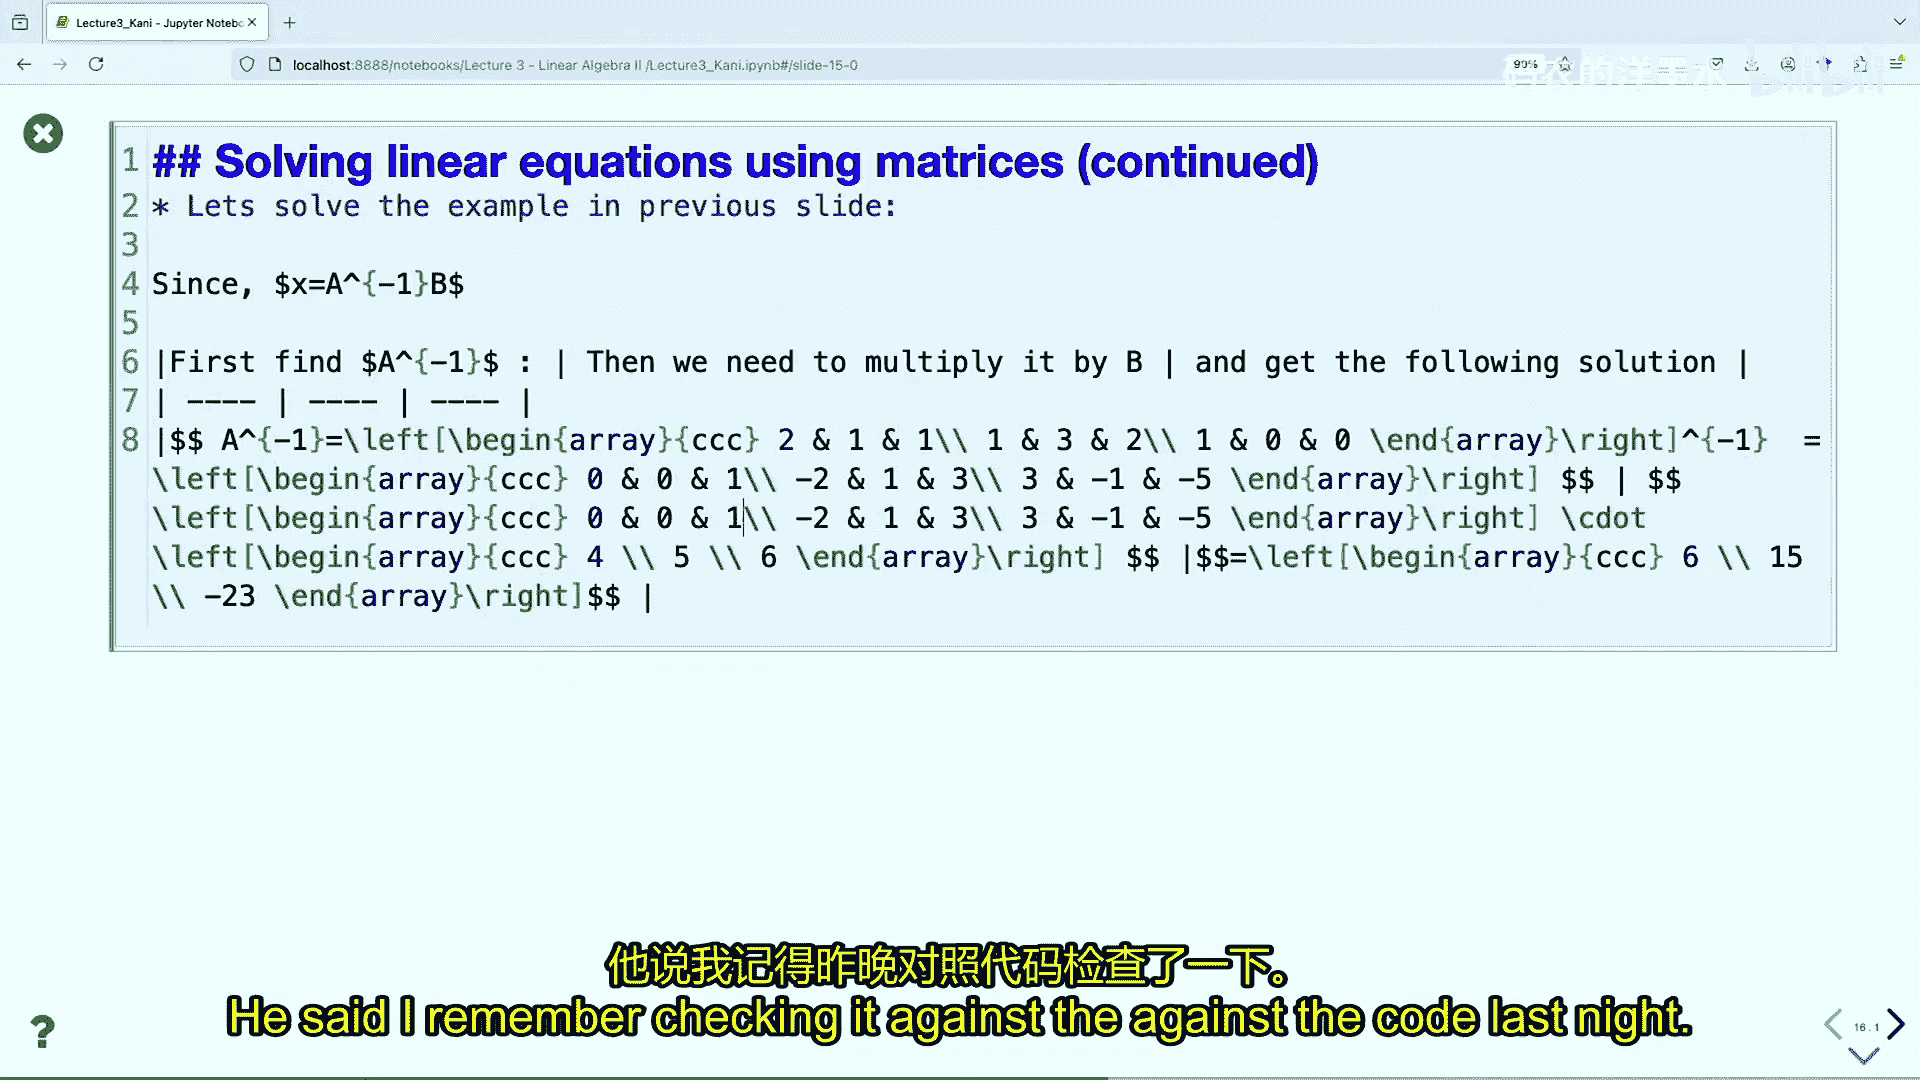 Lecture3_Kani - Jupyter Notebo
localhost:8888/notebooks/Lecture 3 - Linear Algebra II /Lecture3_Kani.ipynb#/slide-15-0
90%
1 ## Solving linear equations using matrices (continued)
2 * Lets solve the example in previous slide:
3
4 Since, $x=A^{-1}B$
5
6 |First find $A^{-1}$ : | Then we need to multiply it by B | and get the following solution |
7 | ---- | ---- | ---- |
8 |$$ A^{-1}=\left[\begin{array}{ccc} 2 & 1 & 1\\ 1 & 3 & 2\\ 1 & 0 & 0 \end{array}\right]^{-1}  =
\left[\begin{array}{ccc} 0 & 0 & 1\\ -2 & 1 & 3\\ 3 & -1 & -5 \end{array}\right] $$ | $$
\left[\begin{array}{ccc} 0 & 0 & 1\\ -2 & 1 & 3\\ 3 & -1 & -5 \end{array}\right] \cdot
\left[\begin{array}{ccc} 4 \\ 5 \\ 6 \end{array}\right] $$ |$$=\left[\begin{array}{ccc} 6 \\ 15
\\ -23 \end{array}\right]$$ |
他说我记得昨晚对照代码检查了一下。
He said I remember checking it against the against the code last night.
?
16.1